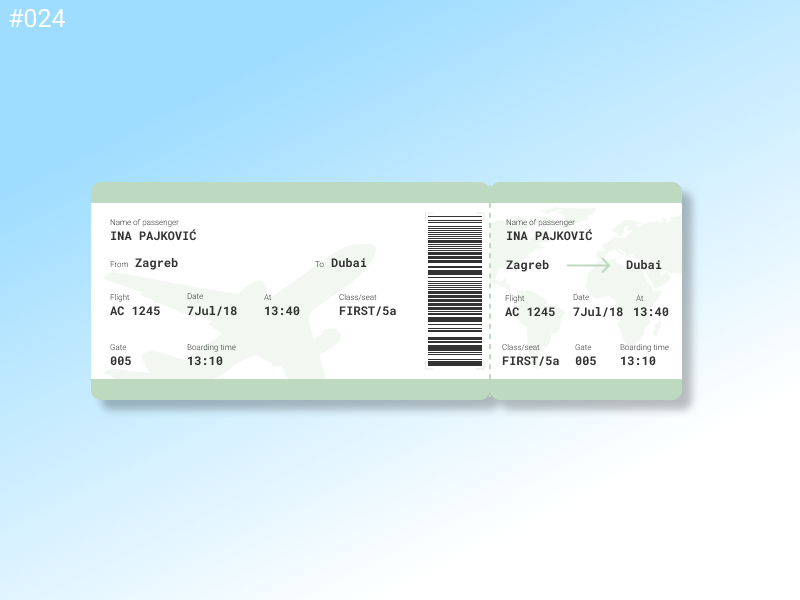 #024
Name of passenger
INA PAJKOVIĆ
From Zagreb To Dubai
Flight Date At Class/seat
AC 1245 7Jul/18 13:40 FIRST/5a
Gate Boarding time
005 13:10
Name of passenger
INA PAJKOVIĆ
Zagreb Dubai
Flight Date At
AC 1245 7Jul/18 13:40
Class/seat Gate Boarding time
FIRST/5a 005 13:10